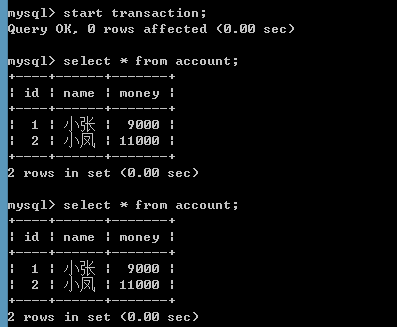 mysql> start transaction;
Query OK, 0 rows affected (0.00 sec)
mysql> select * from account;
+----+------+-------+
| id | name | money |
+----+------+-------+
| 1 | 小张 | 9000 |
| 2 | 小凤 | 11000 |
+----+------+-------+
2 rows in set (0.00 sec)
mysql> select * from account;
+----+------+-------+
| id | name | money |
+----+------+-------+
| 1 | 小张 | 9000 |
| 2 | 小凤 | 11000 |
+----+------+-------+
2 rows in set (0.00 sec)